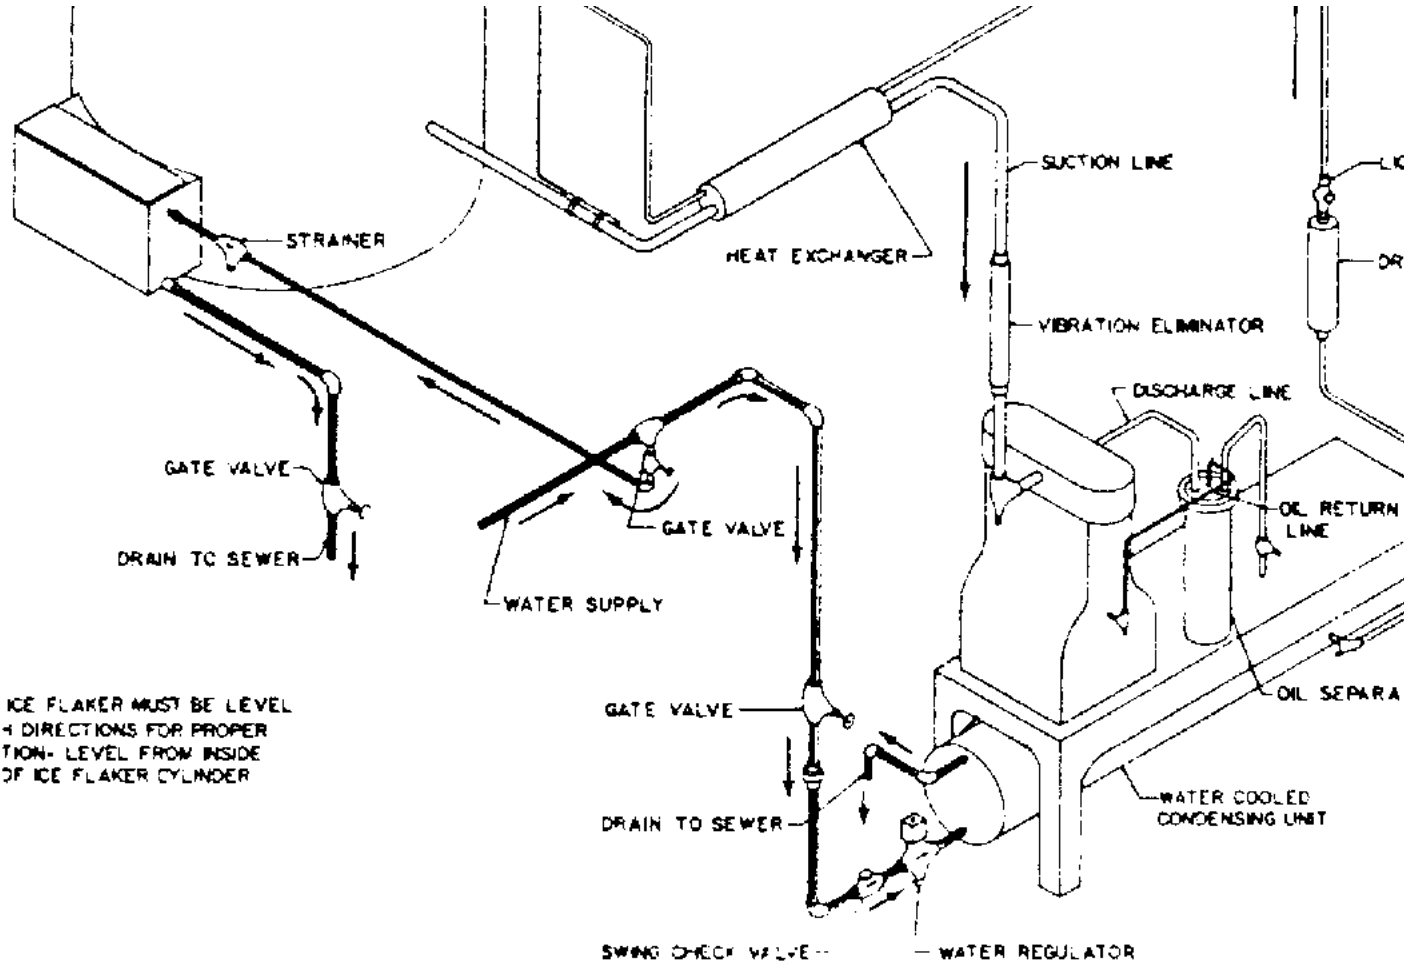 SUCTION LINE
STRAINER
HEAT EXCHANGER
VIBRATION ELIMINATOR
DISCHARGE LINE
GATE VALVE
GATE VALVE
OIL RETURN
LINE
DRAIN TO SEWER
WATER SUPPLY
ICE FLAKER MUST BE LEVEL
DIRECTIONS FOR PROPER
TION- LEVEL FROM INSIDE
OF ICE FLAKER CYLINDER
GATE VALVE
OIL SEPARA
WATER COOLED
CONDENSING UNIT
DRAIN TO SEWER
SWING CHECK VALVE
WATER REGULATOR